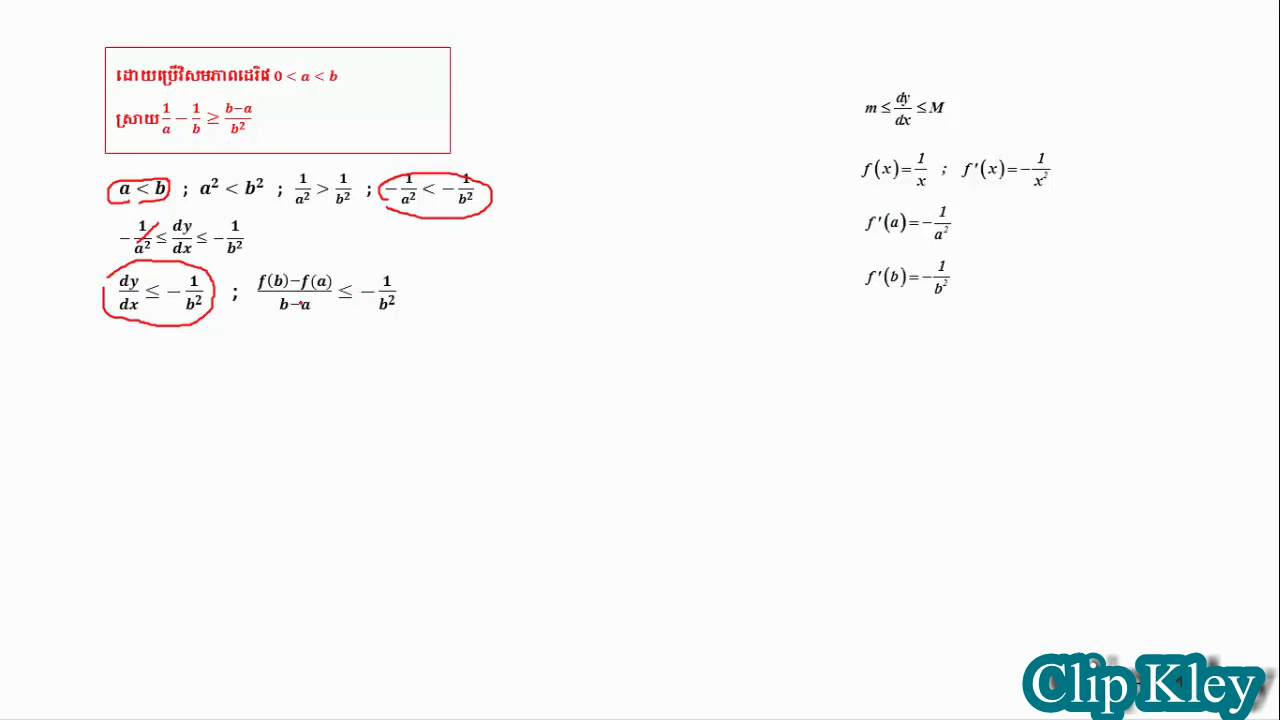 ដោយប្រើវិសមភាពដេរិវេ 0 < a < b
ស្រាយ 1/a − 1/b ≥ (b−a)/b²
a < b ; a² < b² ; 1/a² > 1/b² ; −1/a² < −1/b²
−1/a² ≤ dy/dx ≤ −1/b²
dy/dx ≤ −1/b² ; (f(b)−f(a))/(b−a) ≤ −1/b²
m ≤ dy/dx ≤ M
f(x) = 1/x ; f'(x) = −1/x²
f'(a) = −1/a²
f'(b) = −1/b²
Clip Kley